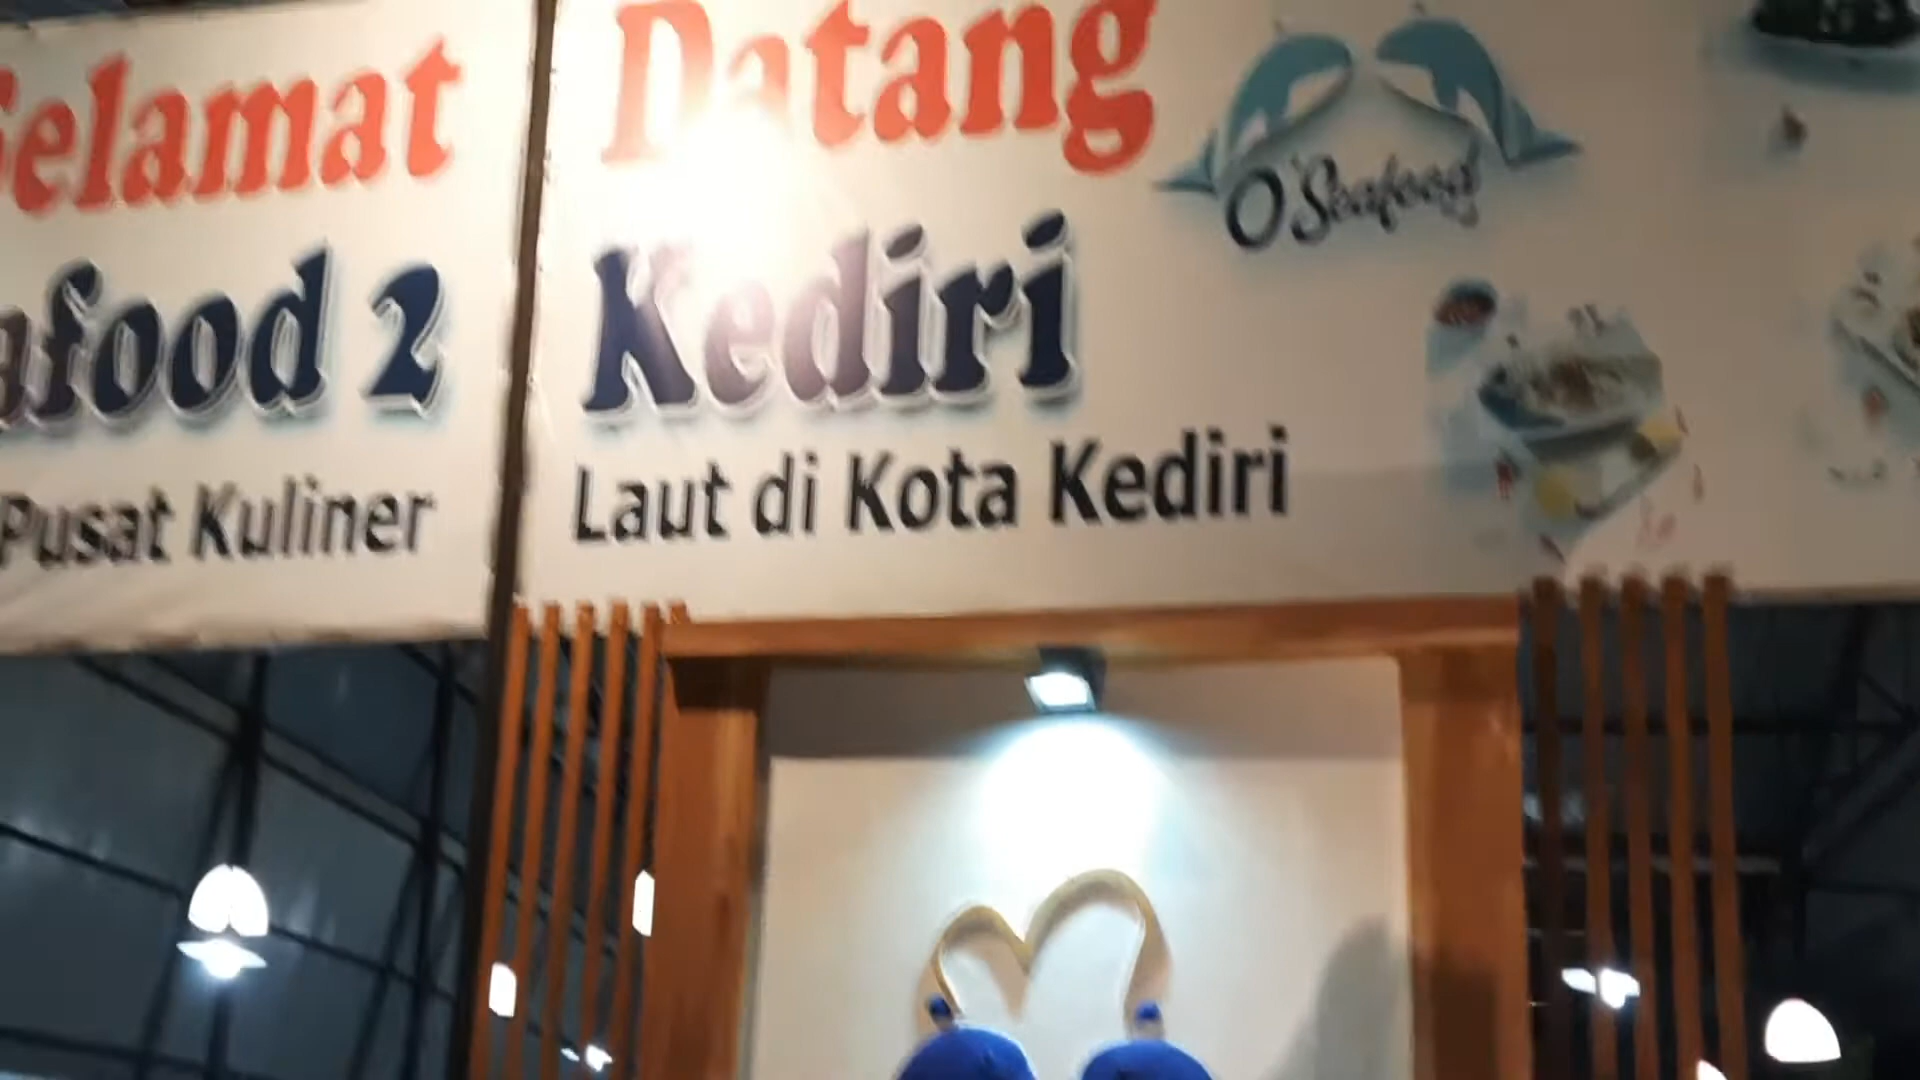 Selamat Datang
afood 2 Kediri
Pusat Kuliner Laut di Kota Kediri
O'Seafood